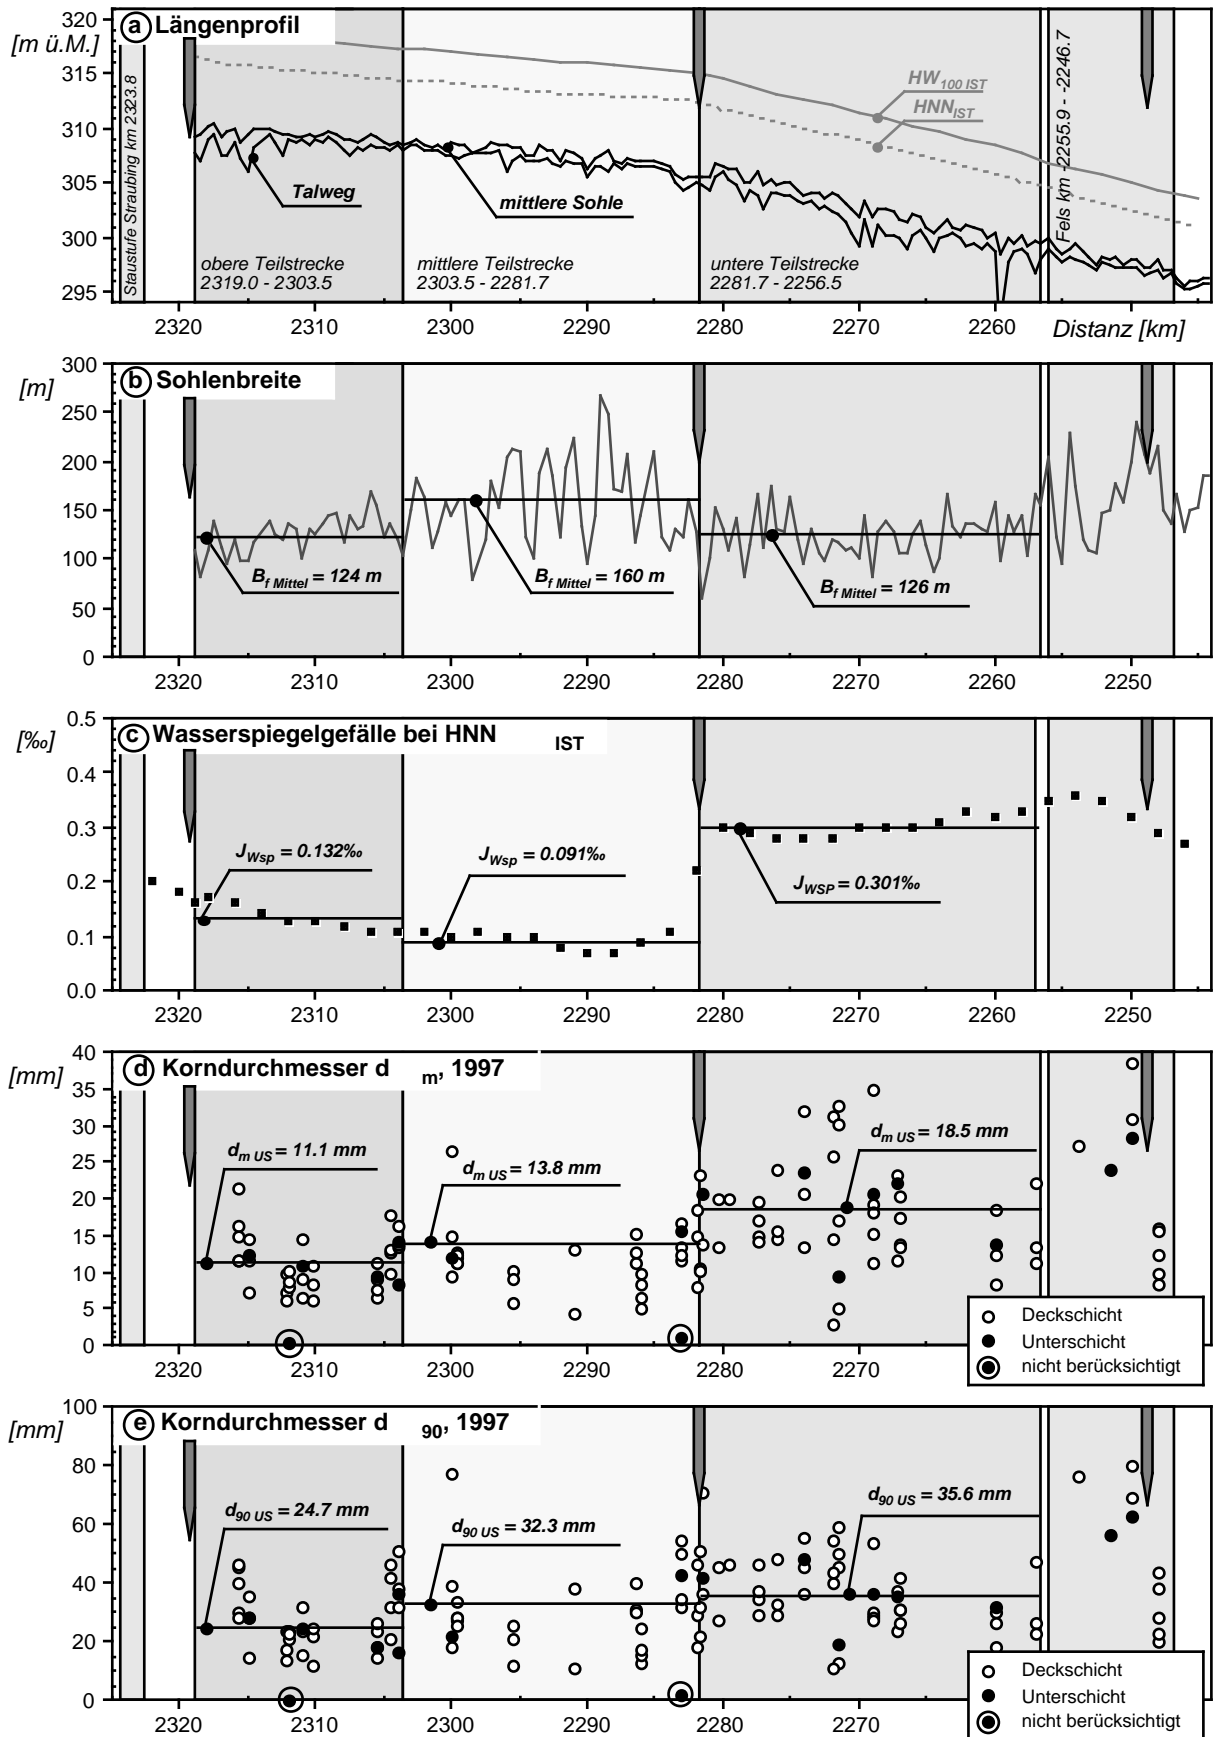 320
[m ü.M.]
315
310
305
300
295
a Längenprofil
Staustufe Straubing km 2323.8
HW100 IST
HNNIST
Fels km -2255.9 - -2246.7
Talweg
mittlere Sohle
obere Teilstrecke
2319.0 - 2303.5
mittlere Teilstrecke
2303.5 - 2281.7
untere Teilstrecke
2281.7 - 2256.5
2320 2310 2300 2290 2280 2270 2260 Distanz [km]
300
[m]
250
200
150
100
50
0
b Sohlenbreite
Bf Mittel = 124 m
Bf Mittel = 160 m
Bf Mittel = 126 m
2320 2310 2300 2290 2280 2270 2260 2250
0.5
[‰]
0.4
0.3
0.2
0.1
0.0
c Wasserspiegelgefälle bei HNN IST
JWsp = 0.132‰
JWsp = 0.091‰
JWSP = 0.301‰
2320 2310 2300 2290 2280 2270 2260 2250
40
[mm]
35
30
25
20
15
10
5
0
d Korndurchmesser d m, 1997
dm US = 11.1 mm
dm US = 13.8 mm
dm US = 18.5 mm
Deckschicht
Unterschicht
nicht berücksichtigt
2320 2310 2300 2290 2280 2270
100
[mm]
80
60
40
20
0
e Korndurchmesser d 90, 1997
d90 US = 24.7 mm
d90 US = 32.3 mm
d90 US = 35.6 mm
Deckschicht
Unterschicht
nicht berücksichtigt
2320 2310 2300 2290 2280 2270